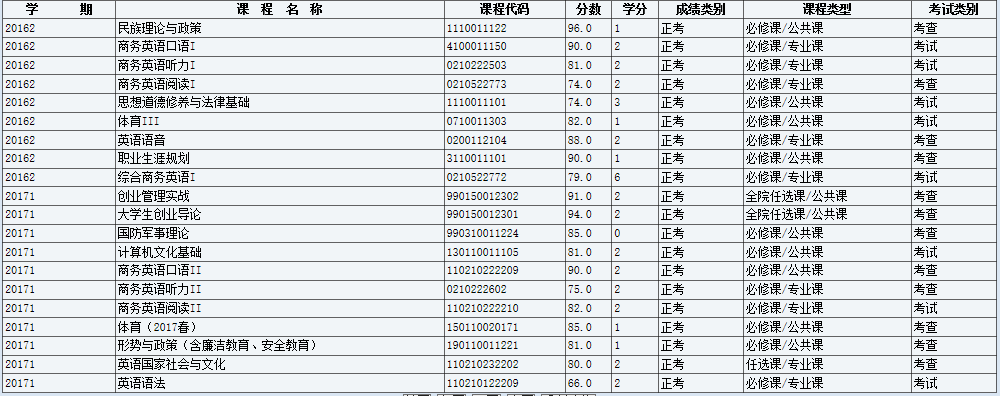 学 期 课 程 名 称 课程代码 分数 学分 成绩类别 课程类型 考试类别
20162 民族理论与政策 1110011122 96.0 1 正考 必修课/公共课 考查
20162 商务英语口语I 4100011150 90.0 2 正考 必修课/专业课 考试
20162 商务英语听力I 0210222503 81.0 2 正考 必修课/专业课 考试
20162 商务英语阅读I 0210522773 74.0 2 正考 必修课/专业课 考查
20162 思想道德修养与法律基础 1110011101 74.0 3 正考 必修课/公共课 考试
20162 体育III 0710011303 82.0 1 正考 必修课/公共课 考试
20162 英语语音 0200112104 88.0 2 正考 必修课/专业课 考查
20162 职业生涯规划 3110011101 90.0 1 正考 必修课/公共课 考查
20162 综合商务英语I 0210522772 79.0 6 正考 必修课/专业课 考试
20171 创业管理实战 990150012302 91.0 2 正考 全院任选课/公共课 考查
20171 大学生创业导论 990150012301 94.0 2 正考 全院任选课/公共课 考查
20171 国防军事理论 990310011224 85.0 0 正考 必修课/公共课 考查
20171 计算机文化基础 130110011105 81.0 2 正考 必修课/公共课 考试
20171 商务英语口语II 110210222209 90.0 2 正考 必修课/专业课 考查
20171 商务英语听力II 0210222602 75.0 2 正考 必修课/专业课 考查
20171 商务英语阅读II 110210222210 82.0 2 正考 必修课/专业课 考试
20171 体育（2017春） 150110020171 85.0 1 正考 必修课/公共课 考查
20171 形势与政策（含廉洁教育、安全教育） 190110011221 81.0 1 正考 必修课/公共课 考查
20171 英语国家社会与文化 110210232202 80.0 2 正考 任选课/专业课 考查
20171 英语语法 110210122209 66.0 2 正考 必修课/专业课 考试